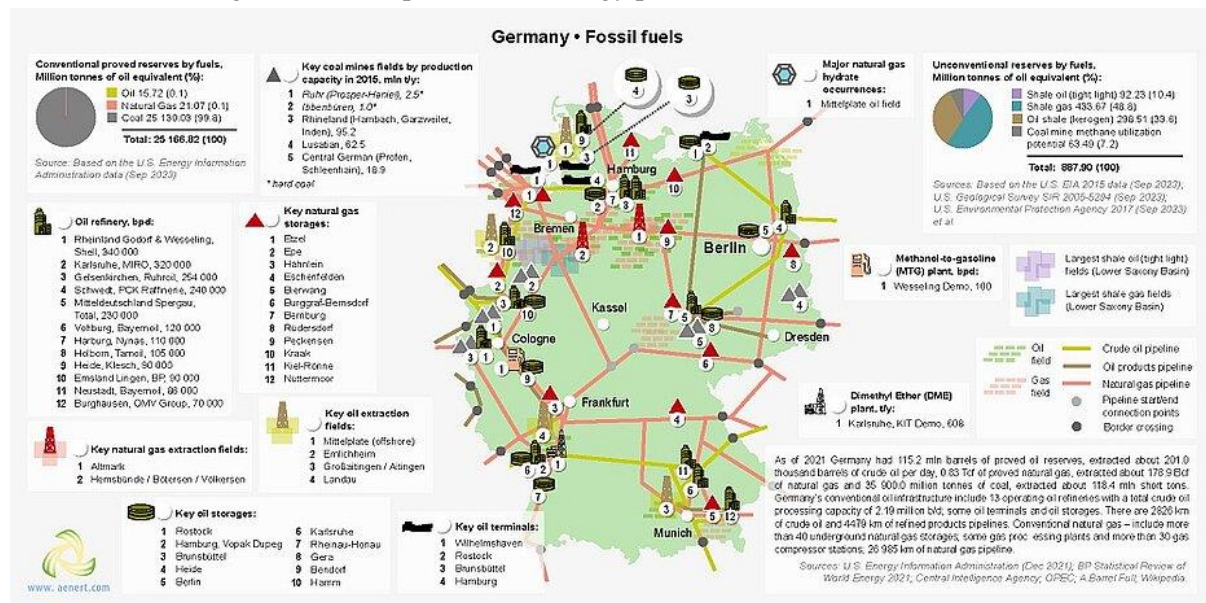 Germany • Fossil fuels
Conventional proved reserves by fuels,
Million tonnes of oil equivalent (%):
Oil 15.72 (0.1)
Natural Gas 21.07 (0.1)
Coal 25 130.03 (99.8)
Total: 25 166.82 (100)
Source: Based on the U.S. Energy Information
Administration data (Sep 2023)
Key coal mines fields by production
capacity in 2015, mln t/y:
1 Ruhr (Prosper-Haniel), 2.5*
2 Ibbenbüren, 1.0*
3 Rhineland (Hambach, Garzweiler,
Inden), 95.2
4 Lusatian, 62.5
5 Central German (Profen,
Schleenhain), 18.9
* hard coal
Major natural gas
hydrate
occurrences:
1 Mittelplate oil field
Unconventional reserves by fuels,
Million tonnes of oil equivalent (%):
Shale oil (tight light) 92.23 (10.4)
Shale gas 433.67 (48.8)
Oil shale (kerogen) 298.51 (33.6)
Coal mine methane utilization
potential 63.49 (7.2)
Total: 887.90 (100)
Sources: Based on the U.S. EIA 2015 data (Sep 2023);
U.S. Geological Survey SIR 2005-5294 (Sep 2023);
U.S. Environmental Protection Agency 2017 (Sep 2023)
et al
Oil refinery, bpd:
1 Rheinland Godorf & Wesseling,
Shell, 340 000
2 Karlsruhe, MIRO, 320 000
3 Gelsenkirchen, Ruhroil, 254 000
4 Schwedt, PCK Raffinerie, 240 000
5 Mitteldeutschland Spergau,
Total, 230 000
6 Vohburg, Bayernoil, 120 000
7 Harburg, Nynas, 110 000
8 Holborn, Tamoil, 105 000
9 Heide, Klesch, 90 000
10 Emsland Lingen, BP, 90 000
11 Neustadt, Bayernoil, 86 000
12 Burghausen, OMV Group, 70 000
Key natural gas
storages:
1 Etzel
2 Epe
3 Hähnlein
4 Eschenfelden
5 Bierwang
6 Burggraf-Bernsdorf
7 Bernburg
8 Rüdersdorf
9 Peckensen
10 Kraak
11 Kiel-Rönne
12 Nüttermoor
Key natural gas extraction fields:
1 Altmark
2 Hemsbünde / Bötersen / Völkersen
Key oil extraction
fields:
1 Mittelplate (offshore)
2 Emlichheim
3 Großaitingen / Aitingen
4 Landau
Key oil storages:
1 Rostock
2 Hamburg, Vopak Dupeg
3 Brunsbüttel
4 Heide
5 Berlin
6 Karlsruhe
7 Rheinau-Honau
8 Gera
9 Bendorf
10 Hamm
Key oil terminals:
1 Wilhelmshaven
2 Rostock
3 Brunsbüttel
4 Hamburg
Hamburg
Bremen
Berlin
Kassel
Cologne
Dresden
Frankfurt
Munich
Methanol-to-gasoline
(MTG) plant, bpd:
1 Wesseling Demo, 100
Largest shale oil (tight light)
fields (Lower Saxony Basin)
Largest shale gas fields
(Lower Saxony Basin)
Oil
field
Gas
field
Crude oil pipeline
Oil products pipeline
Natural gas pipeline
Pipeline start/end
connection points
Border crossing
Dimethyl Ether (DME)
plant, t/y:
1 Karlsruhe, KIT Demo, 608
As of 2021 Germany had 115.2 mln barrels of proved oil reserves, extracted about 201.0
thousand barrels of crude oil per day, 0.83 Tcf of proved natural gas, extracted about 178.9 Bcf
of natural gas and 35 900.0 million tonnes of coal, extracted about 118.4 mln short tons.
Germany's conventional oil infrastructure include 13 operating oil refineries with a total crude oil
processing capacity of 2.19 million b/d; some oil terminals and oil storages. There are 2826 km
of crude oil and 4479 km of refined products pipelines. Conventional natural gas – include more
than 40 underground natural gas storages; some gas proc essing plants and more than 30 gas
compressor stations; 26 985 km of natural gas pipeline.
Sources: U.S. Energy Information Administration (Dec 2021); BP Statistical Review of
World Energy 2021; Central Intelligence Agency; OPEC; A Barrel Full; Wikipedia.
www. aenert.com